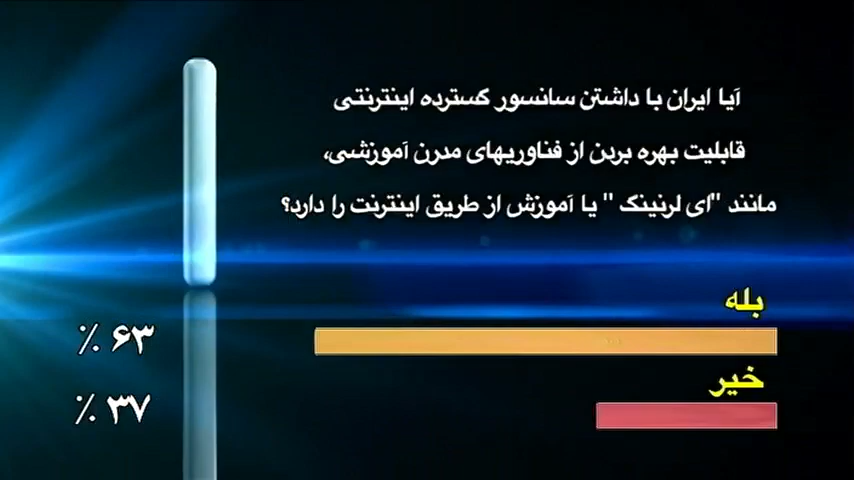 آیا ایران با داشتن سانسور گسترده اینترنتی
قابلیت بهره بردن از فناوریهای مدرن آموزشی،
مانند "ای لرنینگ " یا آموزش از طریق اینترنت را دارد؟
بله
٪ ۶۳
خیر
٪ ۳۷